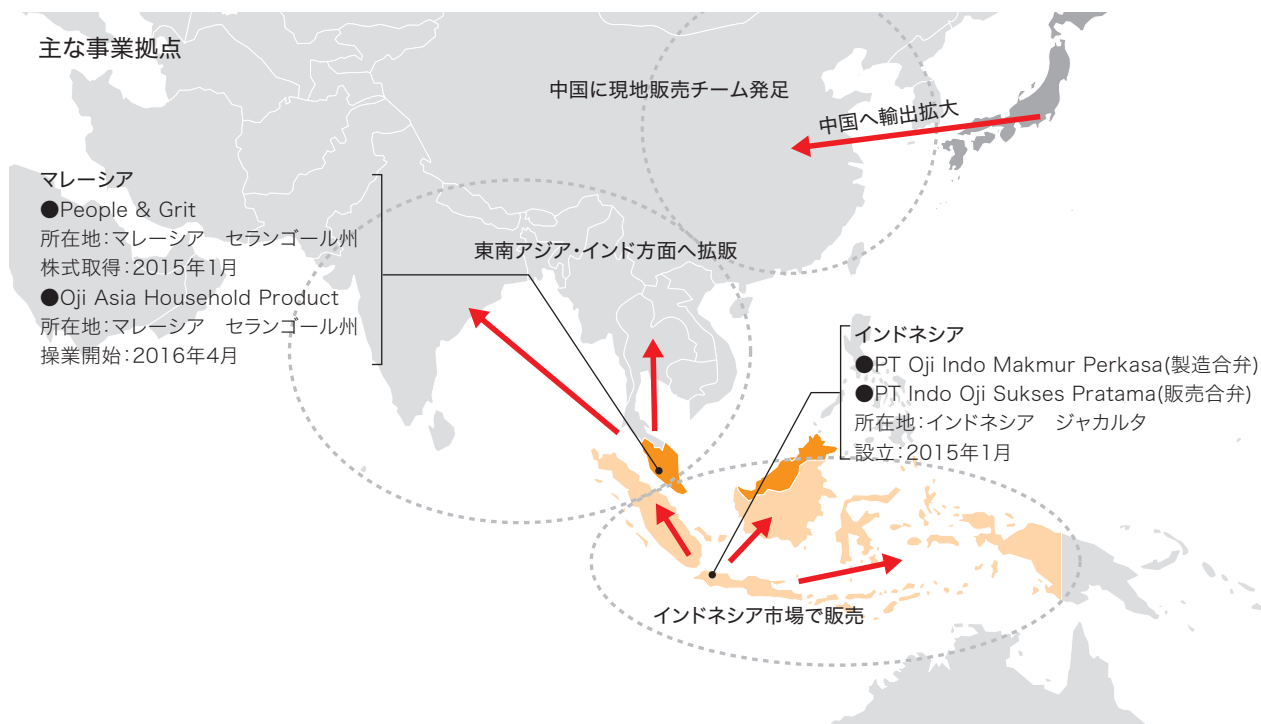 主な事業拠点
中国に現地販売チーム発足
中国へ輸出拡大
マレーシア
●People & Grit
所在地：マレーシア　セランゴール州
株式取得：2015年1月
●Oji Asia Household Product
所在地：マレーシア　セランゴール州
操業開始：2016年4月
東南アジア・インド方面へ拡販
インドネシア
●PT Oji Indo Makmur Perkasa(製造合弁)
●PT Indo Oji Sukses Pratama(販売合弁)
所在地：インドネシア　ジャカルタ
設立：2015年1月
インドネシア市場で販売